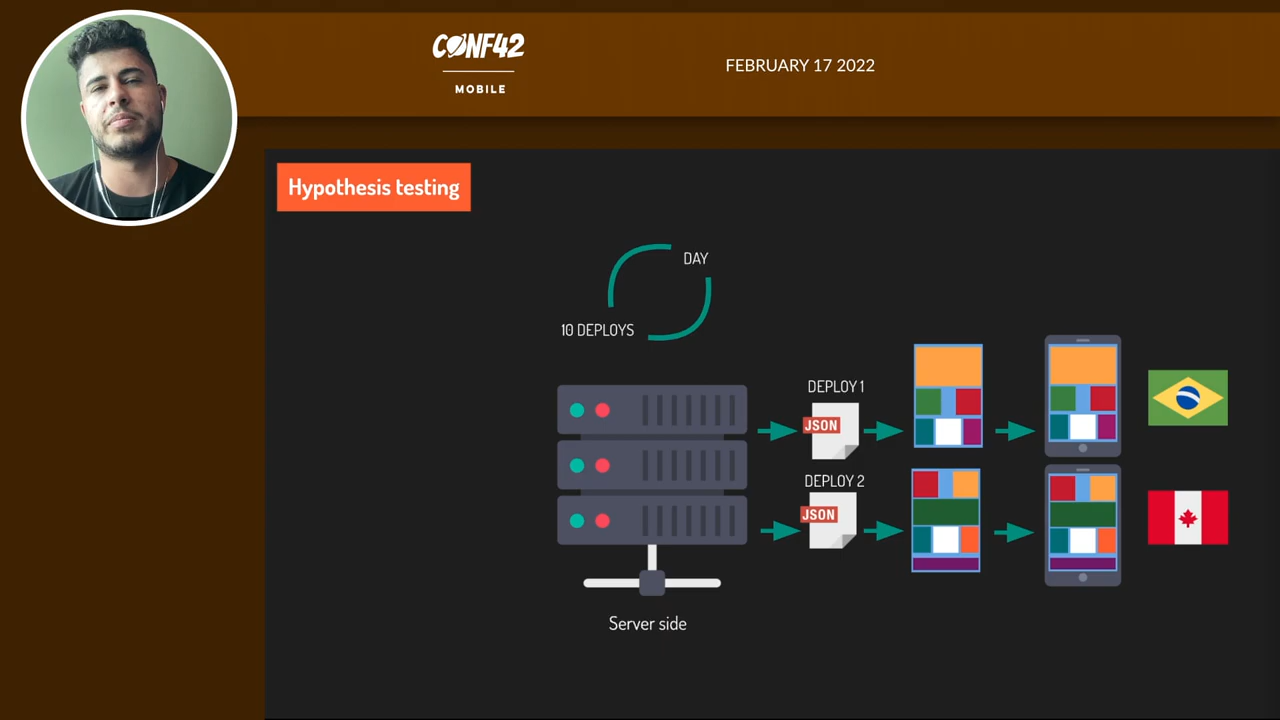 CONF42
MOBILE
FEBRUARY 17 2022
Hypothesis testing
DAY
10 DEPLOYS
DEPLOY 1
JSON
DEPLOY 2
JSON
Server side